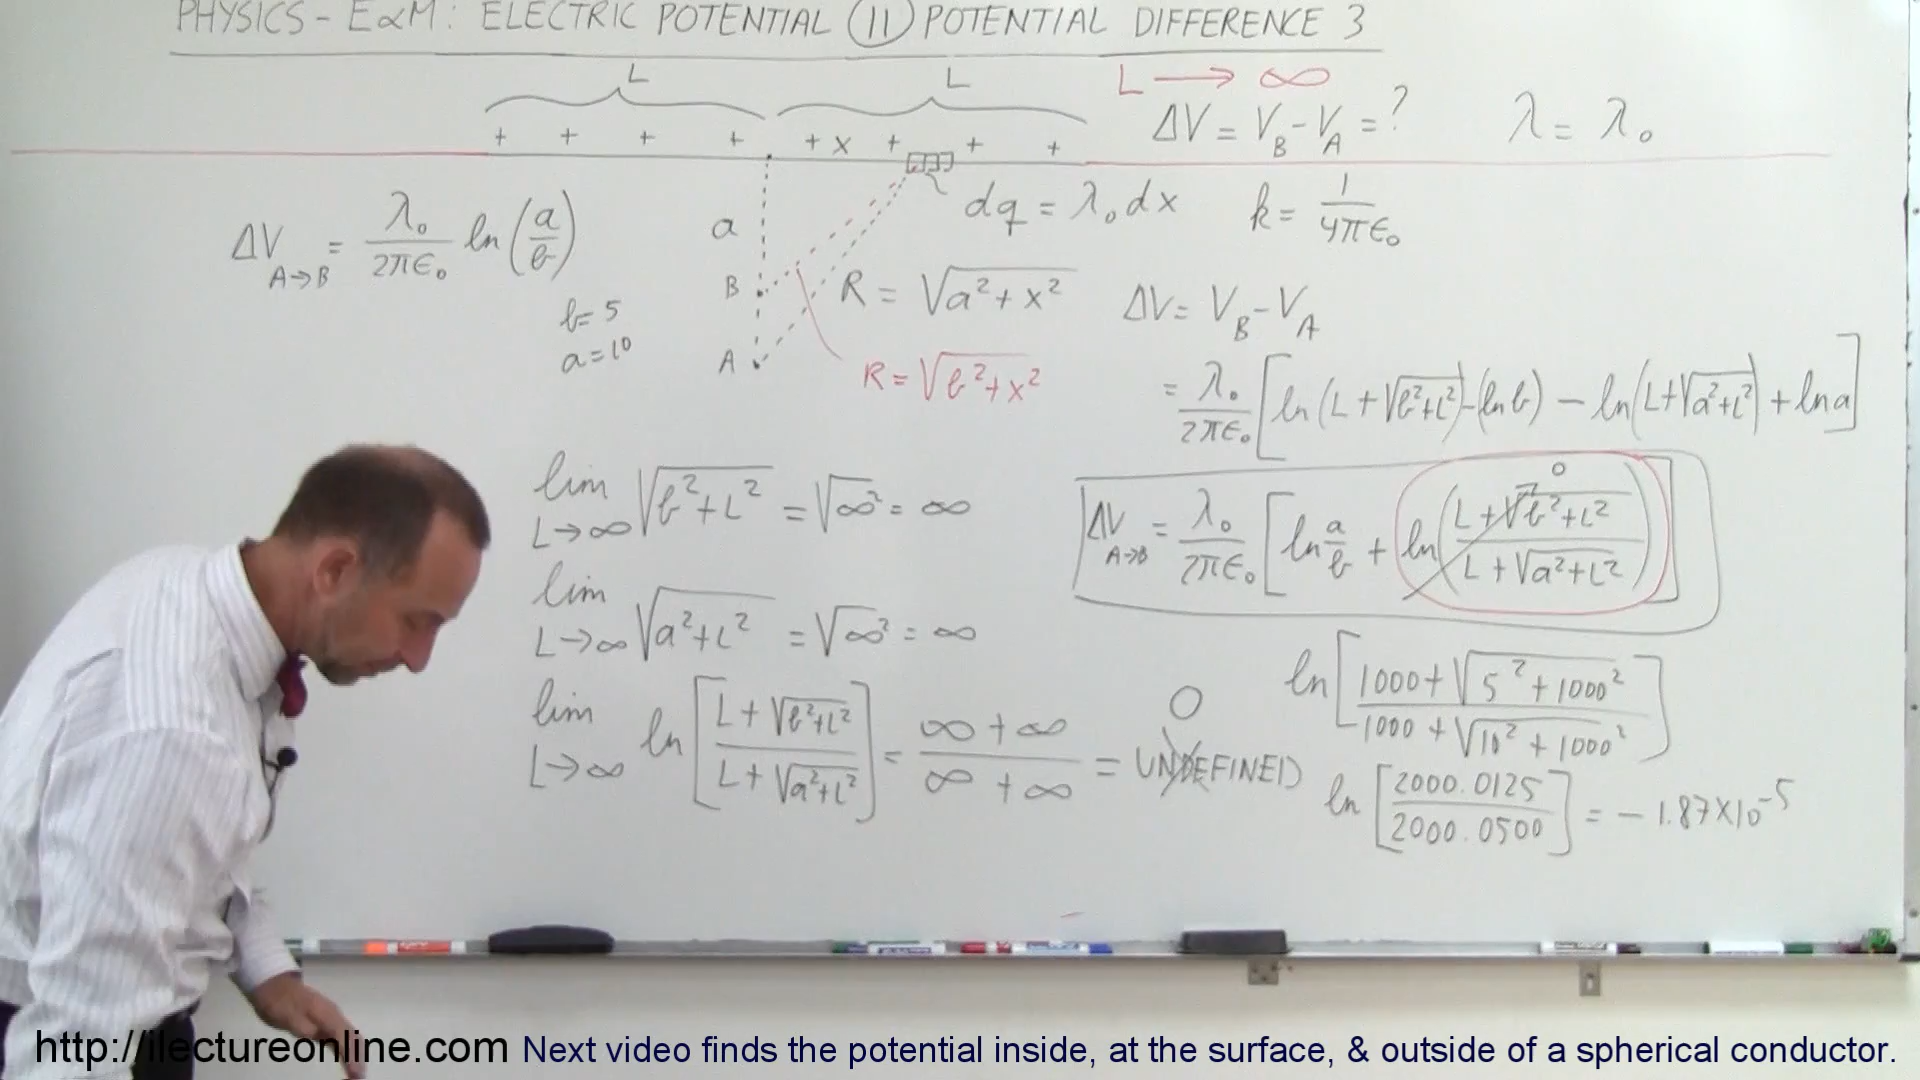 PHYSICS - E&M: ELECTRIC POTENTIAL (11) POTENTIAL DIFFERENCE 3
L L L → ∞
+ + + + + x + + +
ΔV = V_B - V_A = ? λ = λ₀
ΔV_A→B = λ₀/2πε₀ ln(a/b)
b = 5
a = 10
a
B
A
dq = λ₀dx
k = 1/4πε₀
R = √(a²+x²)
R = √(b²+x²)
ΔV = V_B - V_A
= λ₀/2πε₀ [ln(L+√(b²+L²)) - (ln b) - ln(L+√(a²+L²)) + ln a]
ΔV_A→B = λ₀/2πε₀ [ln a/b + ln((L+√(b²+L²))/(L+√(a²+L²)))] 0
lim L→∞ √(b²+L²) = √∞² = ∞
lim L→∞ √(a²+L²) = √∞² = ∞
lim L→∞ ln[(L+√(b²+L²))/(L+√(a²+L²))] = (∞+∞)/(∞+∞) = UNDEFINED 0
ln[(1000+√(5²+1000²))/(1000+√(10²+1000²))]
ln[2000.0125/2000.0500] = -1.87×10⁻⁵
http://ilectureonline.com Next video finds the potential inside, at the surface, & outside of a spherical conductor.